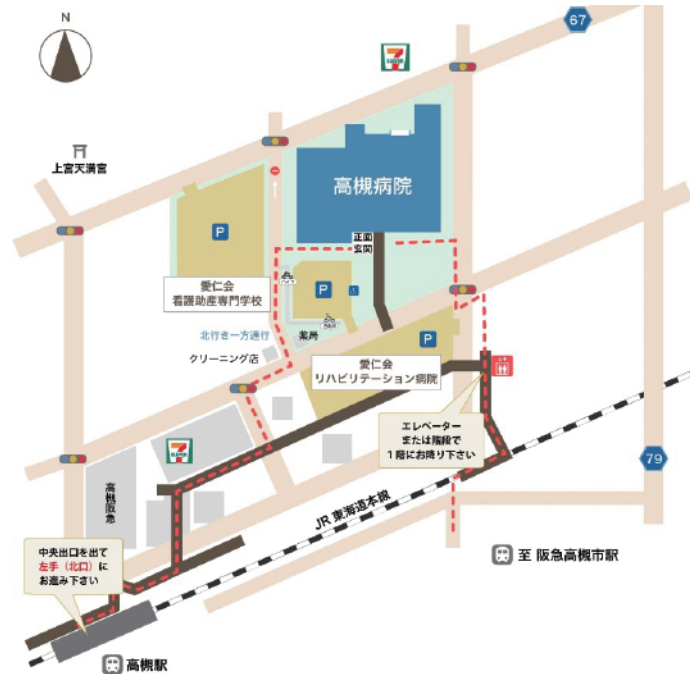 N
67
上宮天満宮
高槻病院
正面
玄関
P
愛仁会
看護助産専門学校
P
北行き一方通行
薬局
クリーニング店
P
愛仁会
リハビリテーション病院
エレベーター
または階段で
1階にお降り下さい
高槻阪急
79
JR 東海道本線
中央出口を出て
左手（北口）に
お進み下さい
至 阪急高槻市駅
高槻駅